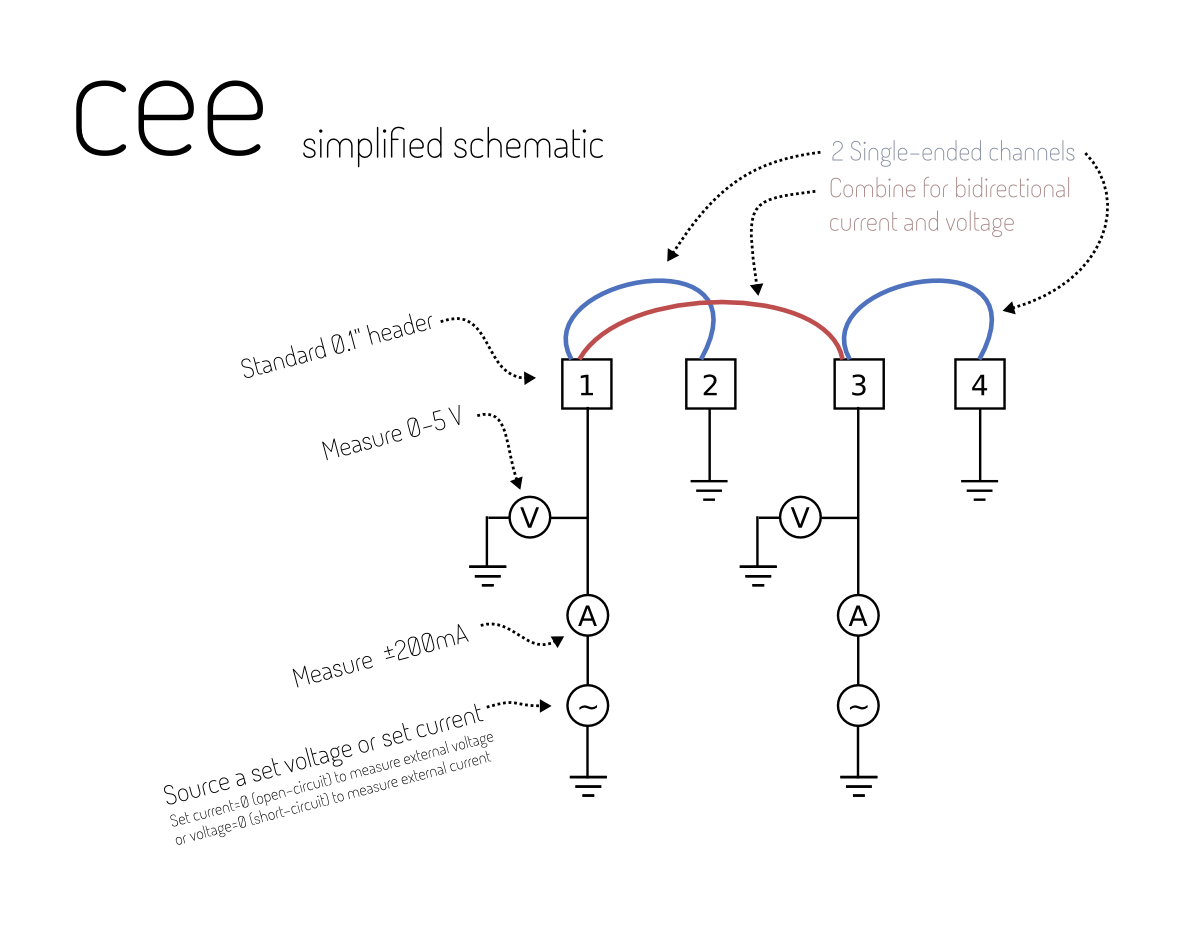 cee
simplified schematic
2 Single-ended channels
Combine for bidirectional
current and voltage
Standard 0.1" header
1
2
3
4
Measure 0-5 V
V
V
A
A
Measure ±200mA
~
~
Source a set voltage or set current
Set current=0 (open-circuit) to measure external voltage
or voltage=0 (short-circuit) to measure external current